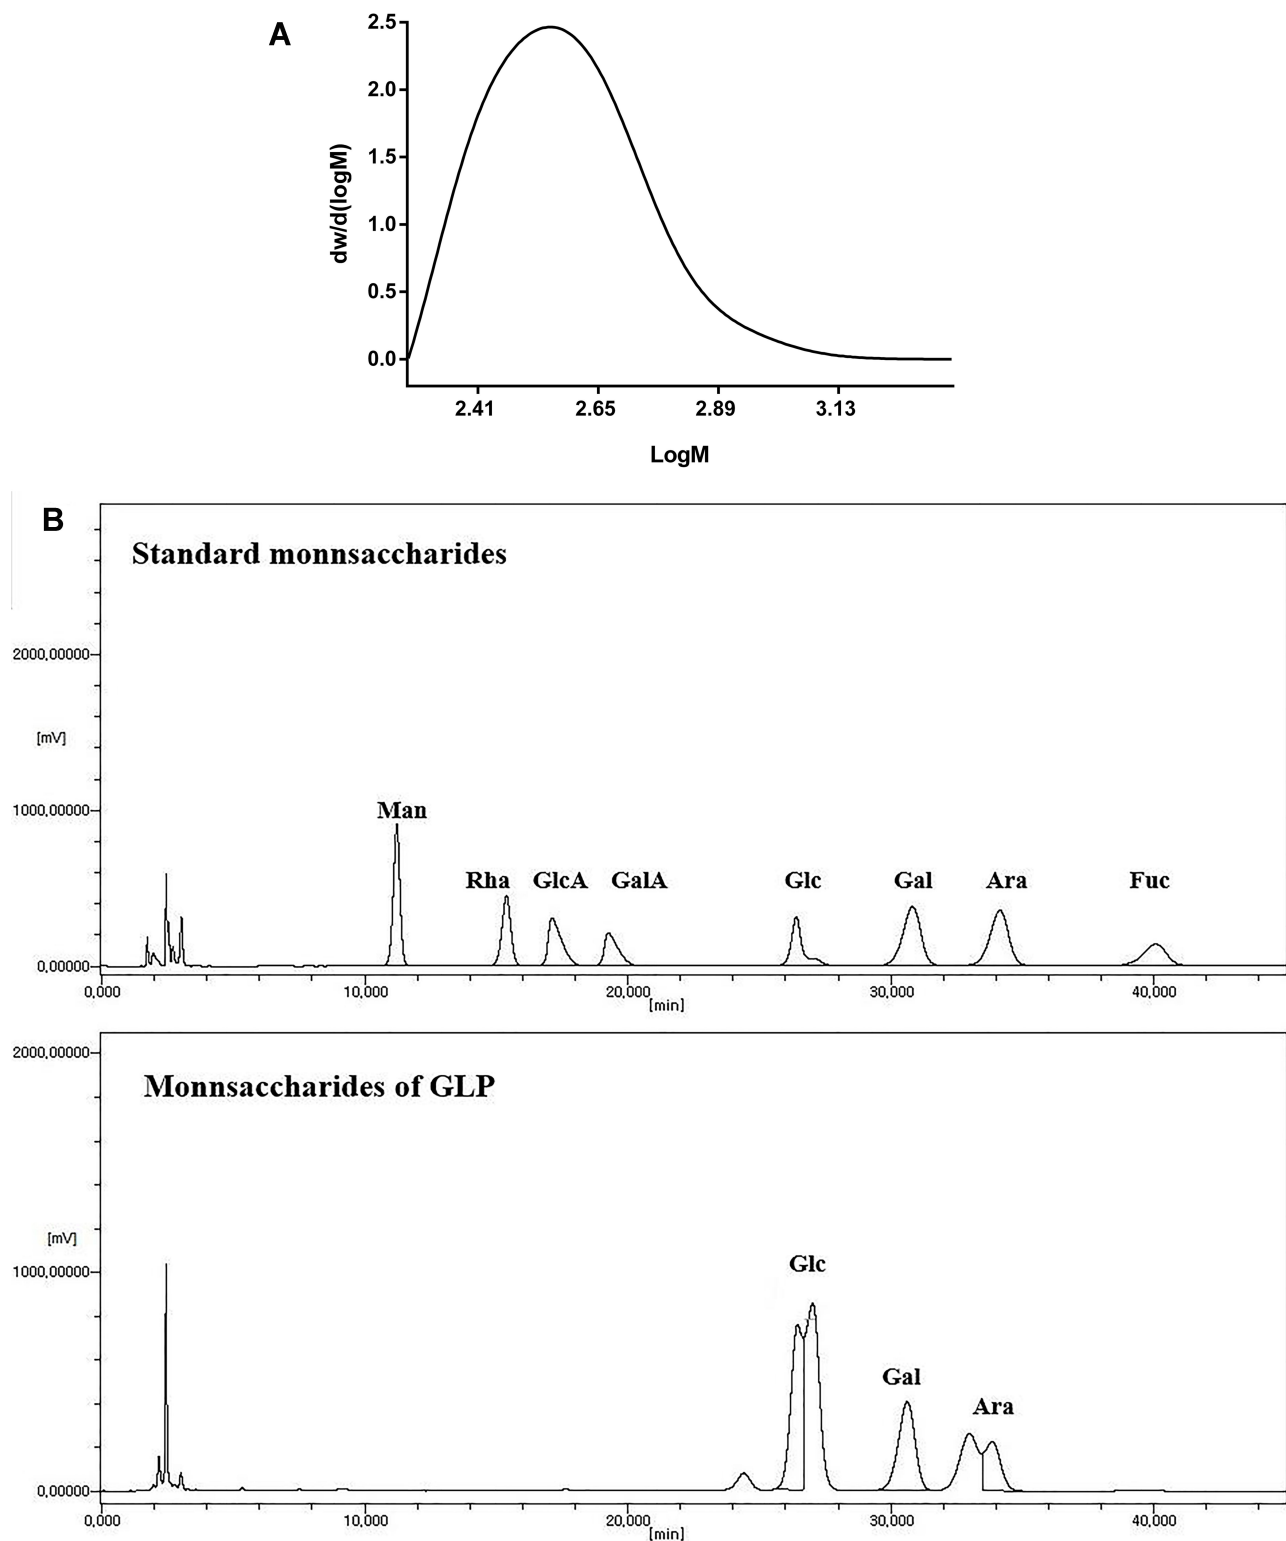 A
2.5
2.0
1.5
1.0
0.5
0.0
dw/d(logM)
2.41 2.65 2.89 3.13
LogM
B
Standard monnsaccharides
2000,00000
[mV]
1000,00000
0,00000
Man
Rha GlcA GalA Glc Gal Ara Fuc
0,000 10,000 20,000 30,000 40,000
[min]
Monnsaccharides of GLP
2000,00000
[mV]
1000,00000
0,00000
Glc
Gal
Ara
0,000 10,000 20,000 30,000 40,000
[min]